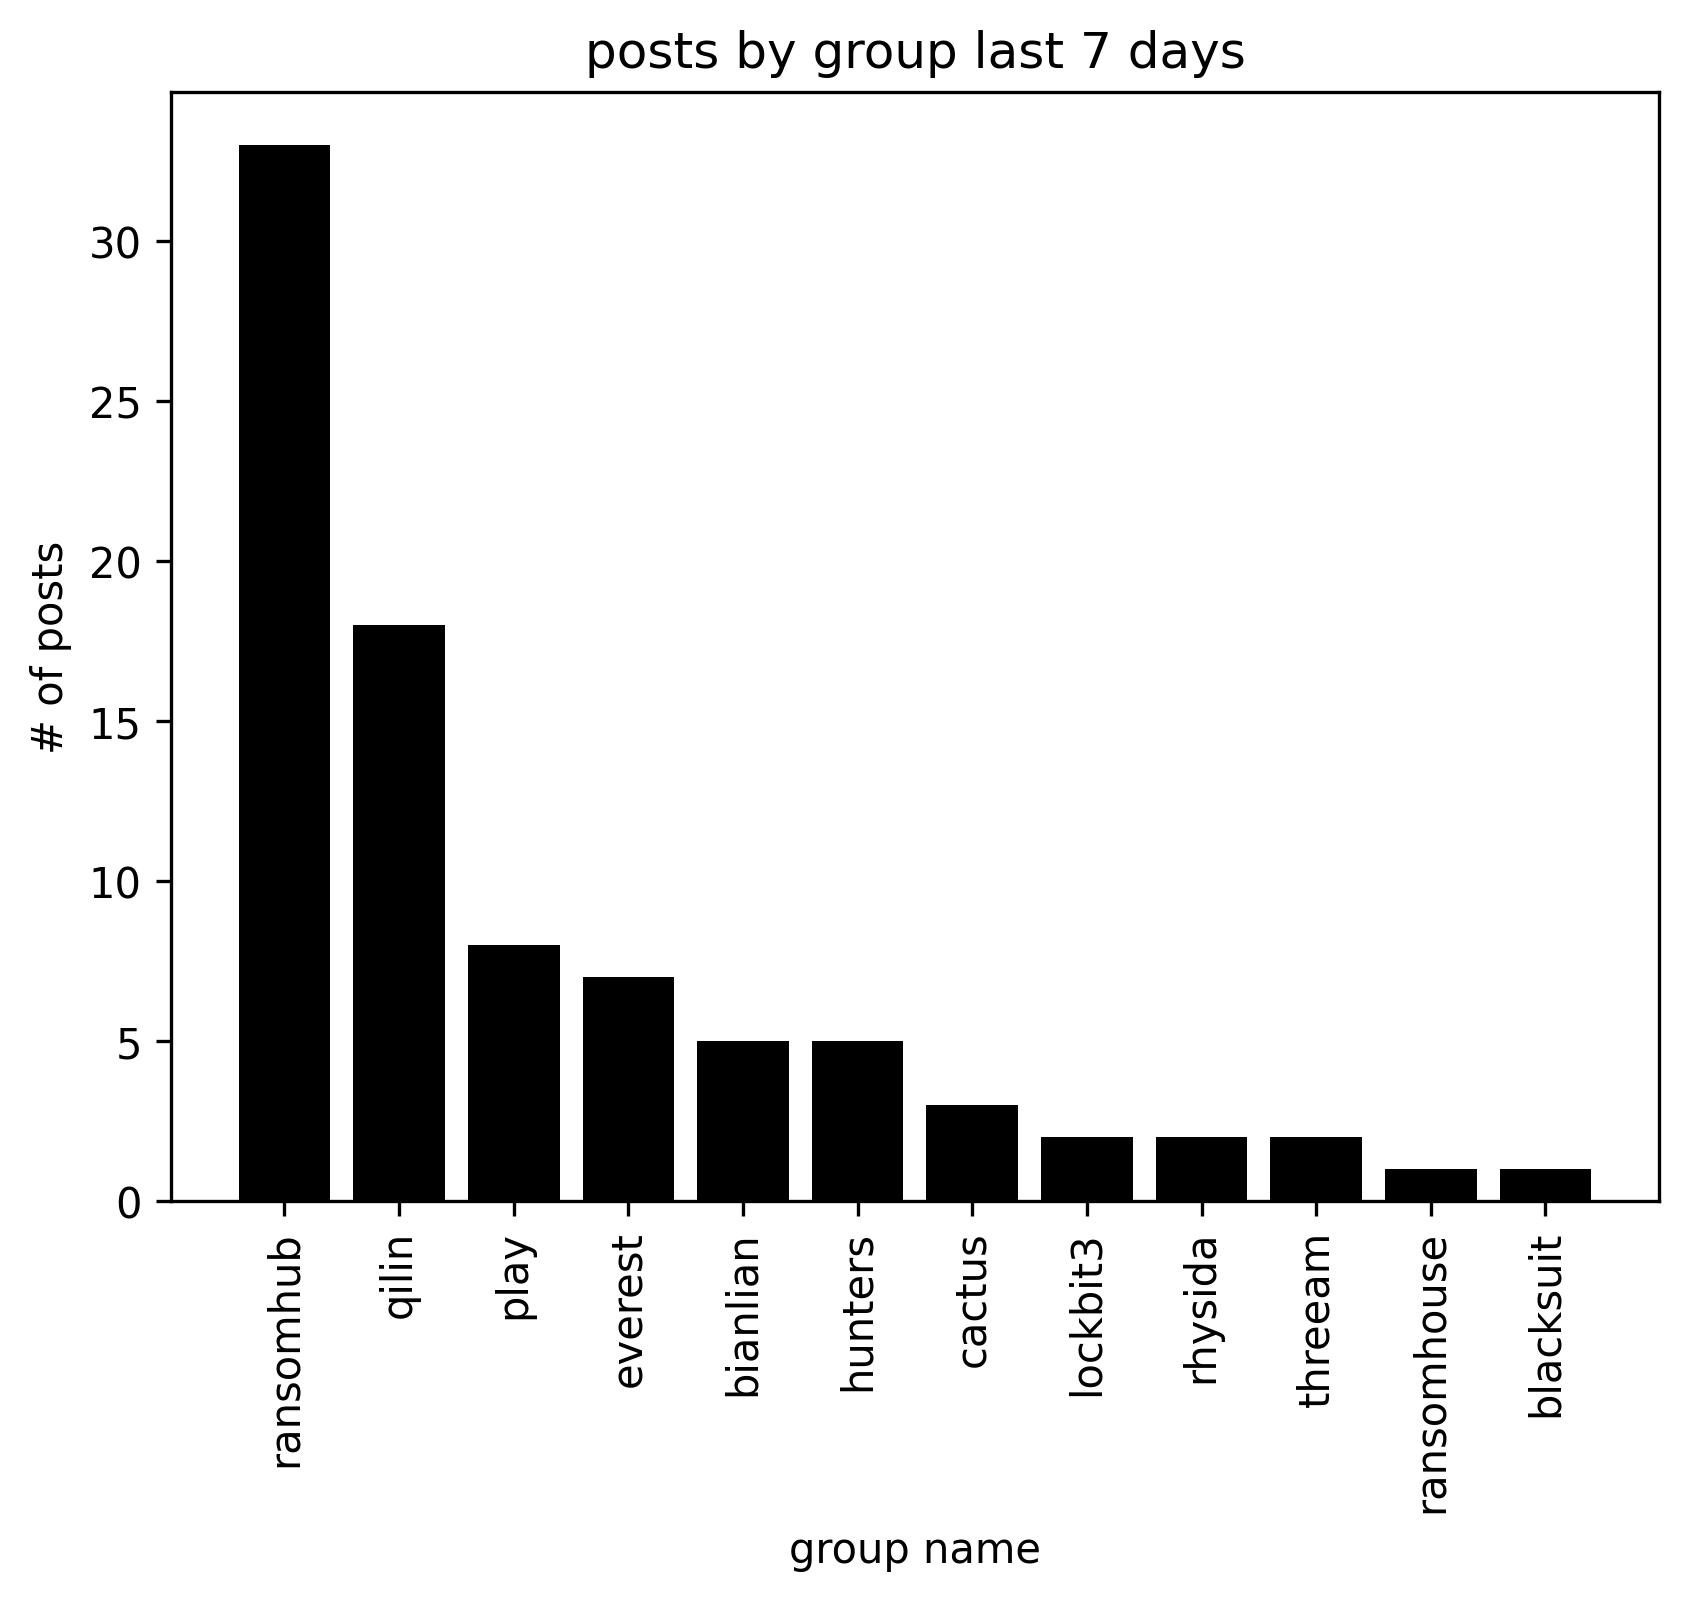 posts by group last 7 days
# of posts
30
25
20
15
10
5
0
ransomhub
qilin
play
everest
bianlian
hunters
cactus
lockbit3
rhysida
threeam
ransomhouse
blacksuit
group name